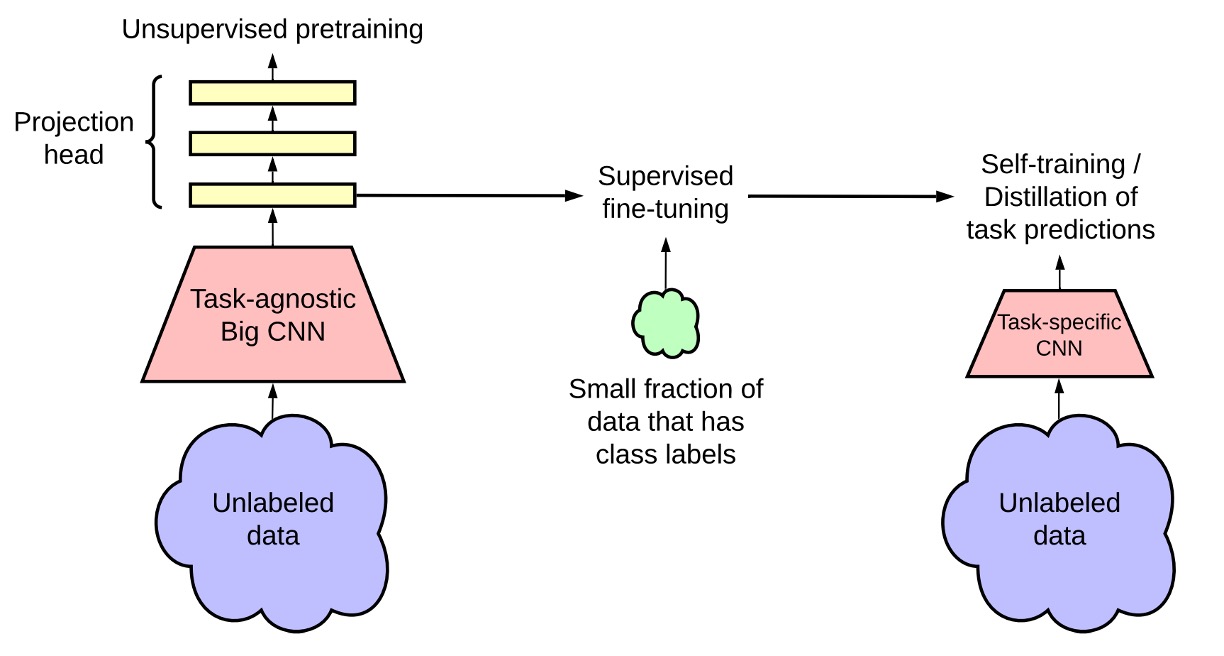 Unsupervised pretraining
Projection
head
Task-agnostic
Big CNN
Unlabeled
data
Supervised
fine-tuning
Small fraction of
data that has
class labels
Self-training /
Distillation of
task predictions
Task-specific
CNN
Unlabeled
data